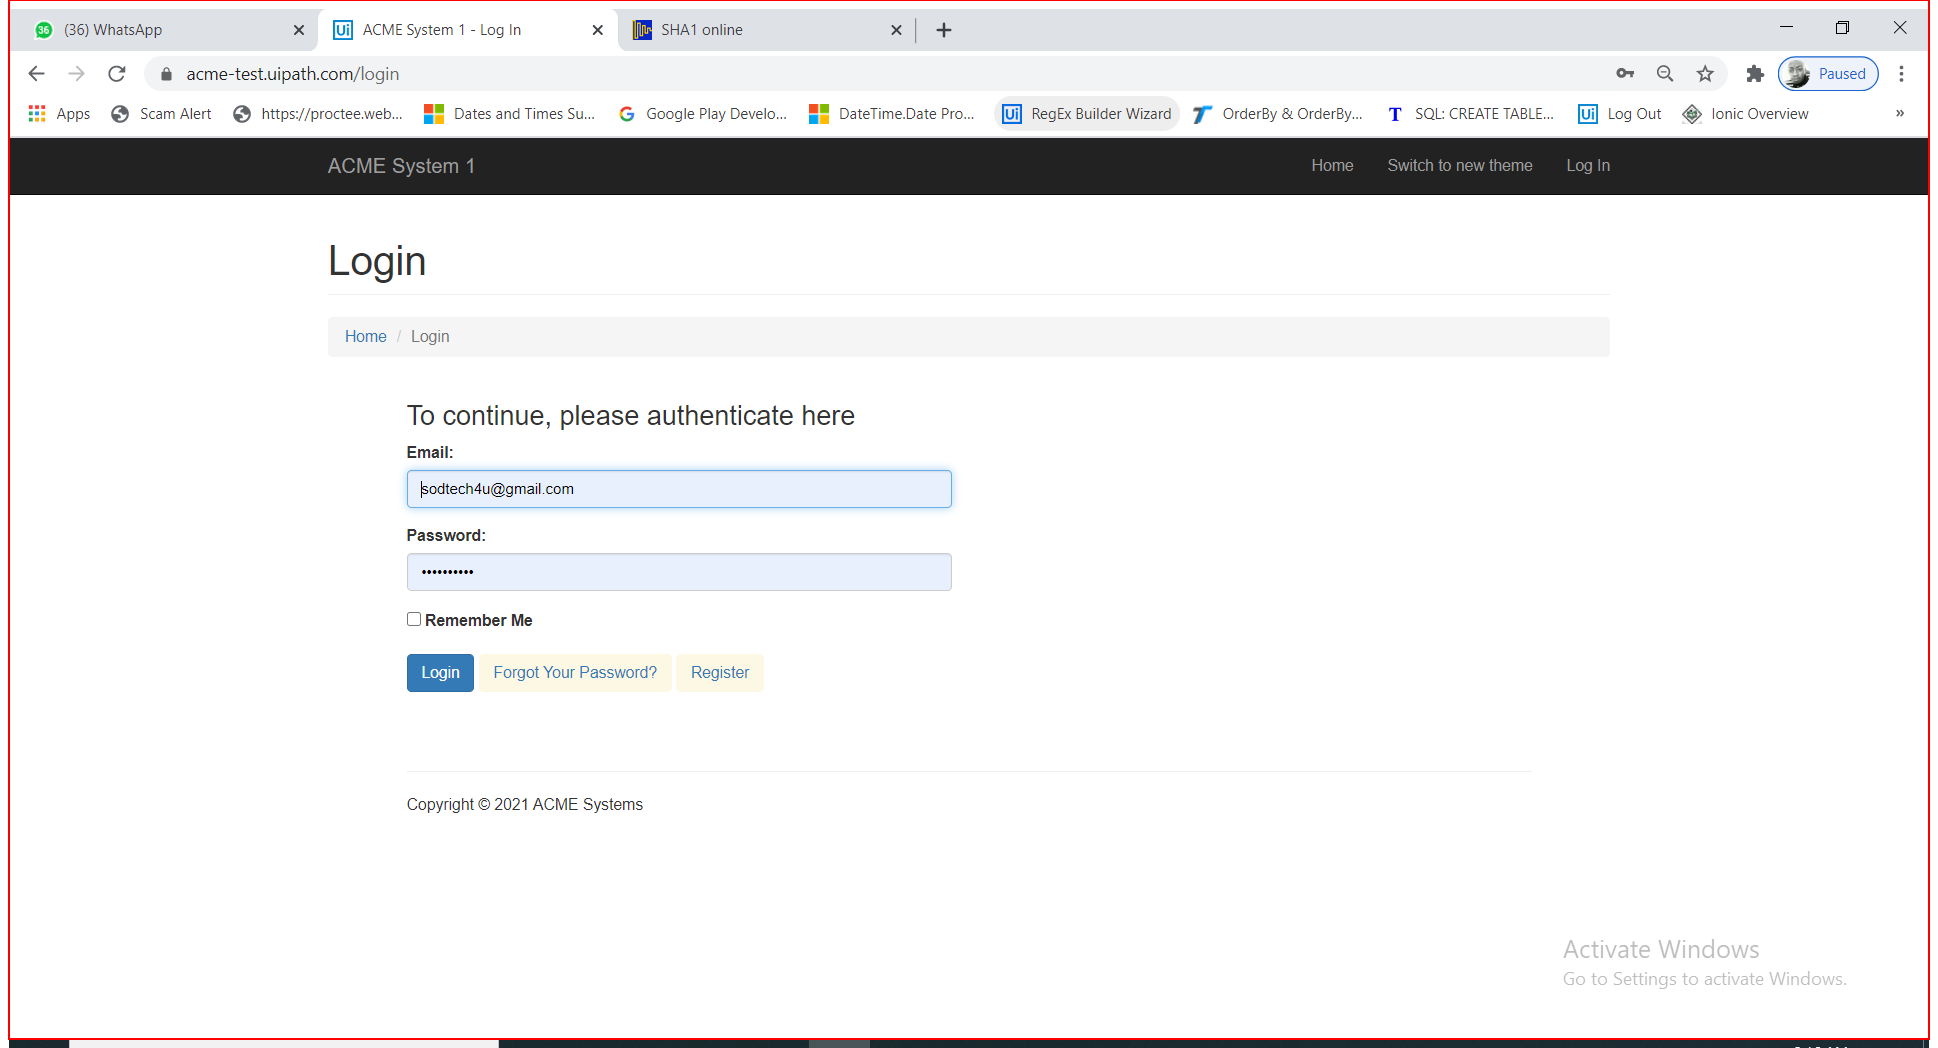 36 (36) WhatsApp
Ui ACME System 1 - Log In
SHA1 online
acme-test.uipath.com/login
Paused
Apps
Scam Alert
https://proctee.web...
Dates and Times Su...
G Google Play Develo...
DateTime.Date Pro...
Ui RegEx Builder Wizard
OrderBy & OrderBy...
T SQL: CREATE TABLE...
Ui Log Out
Ionic Overview
»
ACME System 1
Home
Switch to new theme
Log In
Login
Home / Login
To continue, please authenticate here
Email:
sodtech4u@gmail.com
Password:
••••••••••
Remember Me
Login
Forgot Your Password?
Register
Copyright © 2021 ACME Systems
Activate Windows
Go to Settings to activate Windows.